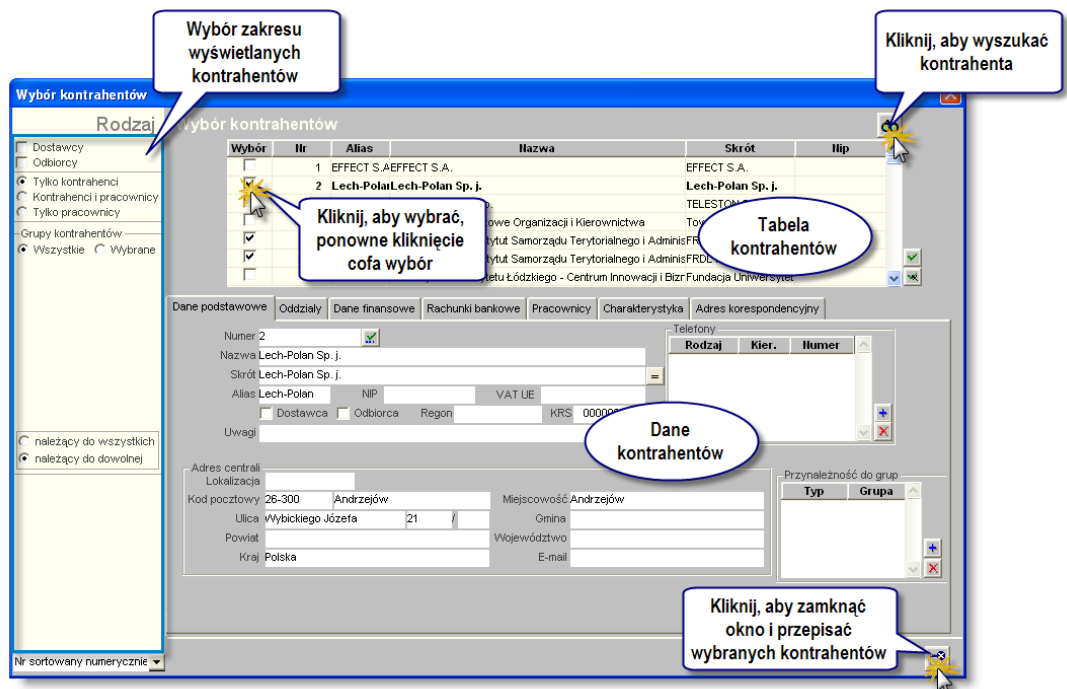 Wybór zakresu
wyświetlanych
kontrahentów
Kliknij, aby wyszukać
kontrahenta
Wybór kontrahentów
Rodzaj
Wybór kontrahentów
Dostawcy
Odbiorcy
Tylko kontrahenci
Kontrahenci i pracownicy
Tylko pracownicy
Grupy kontrahentów
Wszystkie Wybrane
należący do wszystkich
należący do dowolnej
Nr sortowany numerycznie
Wybór Nr Alias Nazwa Skrót Nip
1 EFFECT S.A EFFECT S.A. EFFECT S.A.
2 Lech-Polan Lech-Polan Sp. j. Lech-Polan Sp. j.
TELESTON
owe Organizacji i Kierownictwa
tytut Samorządu Terytorialnego i Adminis FRDL
tytut Samorządu Terytorialnego i Adminis FRDL
tetu Łódzkiego - Centrum Innowacji i Bizn Fundacja Uniwersytet
Kliknij, aby wybrać,
ponowne kliknięcie
cofa wybór
Tabela
kontrahentów
Dane podstawowe Oddziały Dane finansowe Rachunki bankowe Pracownicy Charakterystyka Adres korespondencyjny
Numer 2
Nazwa Lech-Polan Sp. j.
Skrót Lech-Polan Sp. j.
=
Alias Lech-Polan NIP VAT UE
Dostawca Odbiorca Regon KRS
Uwagi
Telefony
Rodzaj Kier. Numer
Dane
kontrahentów
Adres centrali
Lokalizacja
Kod pocztowy 26-300 Andrzejów Miejscowość Andrzejów
Ulica Wybickiego Józefa 21 / Gmina
Powiat Województwo
Kraj Polska E-mail
Przynależność do grup
Typ Grupa
Kliknij, aby zamknąć
okno i przepisać
wybranych kontrahentów